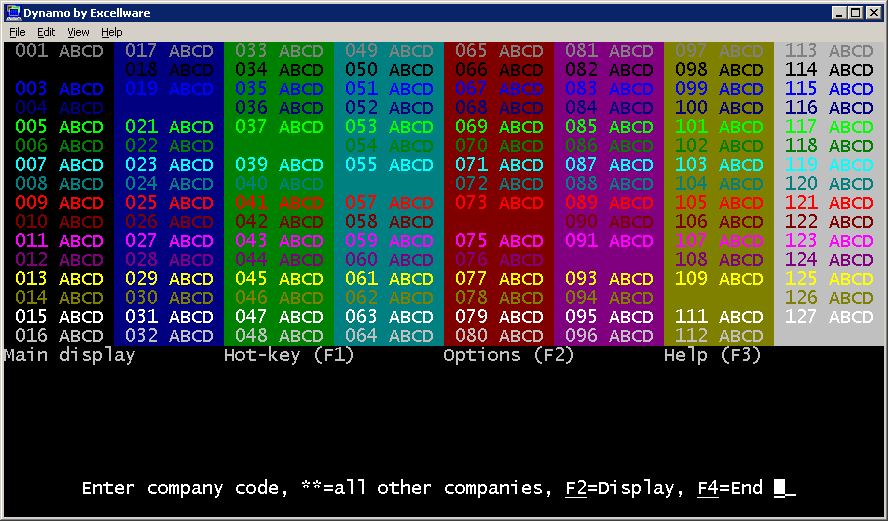 Dynamo by Excellware
File Edit View Help
001 ABCD 017 ABCD 033 ABCD 049 ABCD 065 ABCD 081 ABCD 097 ABCD 113 ABCD
018 ABCD 034 ABCD 050 ABCD 066 ABCD 082 ABCD 098 ABCD 114 ABCD
003 ABCD 019 ABCD 035 ABCD 051 ABCD 067 ABCD 083 ABCD 099 ABCD 115 ABCD
004 ABCD 036 ABCD 052 ABCD 068 ABCD 084 ABCD 100 ABCD 116 ABCD
005 ABCD 021 ABCD 037 ABCD 053 ABCD 069 ABCD 085 ABCD 101 ABCD 117 ABCD
006 ABCD 022 ABCD 054 ABCD 070 ABCD 086 ABCD 102 ABCD 118 ABCD
007 ABCD 023 ABCD 039 ABCD 055 ABCD 071 ABCD 087 ABCD 103 ABCD 119 ABCD
008 ABCD 024 ABCD 040 ABCD 072 ABCD 088 ABCD 104 ABCD 120 ABCD
009 ABCD 025 ABCD 041 ABCD 057 ABCD 073 ABCD 089 ABCD 105 ABCD 121 ABCD
010 ABCD 026 ABCD 042 ABCD 058 ABCD 090 ABCD 106 ABCD 122 ABCD
011 ABCD 027 ABCD 043 ABCD 059 ABCD 075 ABCD 091 ABCD 107 ABCD 123 ABCD
012 ABCD 028 ABCD 044 ABCD 060 ABCD 076 ABCD 108 ABCD 124 ABCD
013 ABCD 029 ABCD 045 ABCD 061 ABCD 077 ABCD 093 ABCD 109 ABCD 125 ABCD
014 ABCD 030 ABCD 046 ABCD 062 ABCD 078 ABCD 094 ABCD 126 ABCD
015 ABCD 031 ABCD 047 ABCD 063 ABCD 079 ABCD 095 ABCD 111 ABCD 127 ABCD
016 ABCD 032 ABCD 048 ABCD 064 ABCD 080 ABCD 096 ABCD 112 ABCD
Main display Hot-key (F1) Options (F2) Help (F3)
Enter company code, **=all other companies, F2=Display, F4=End _